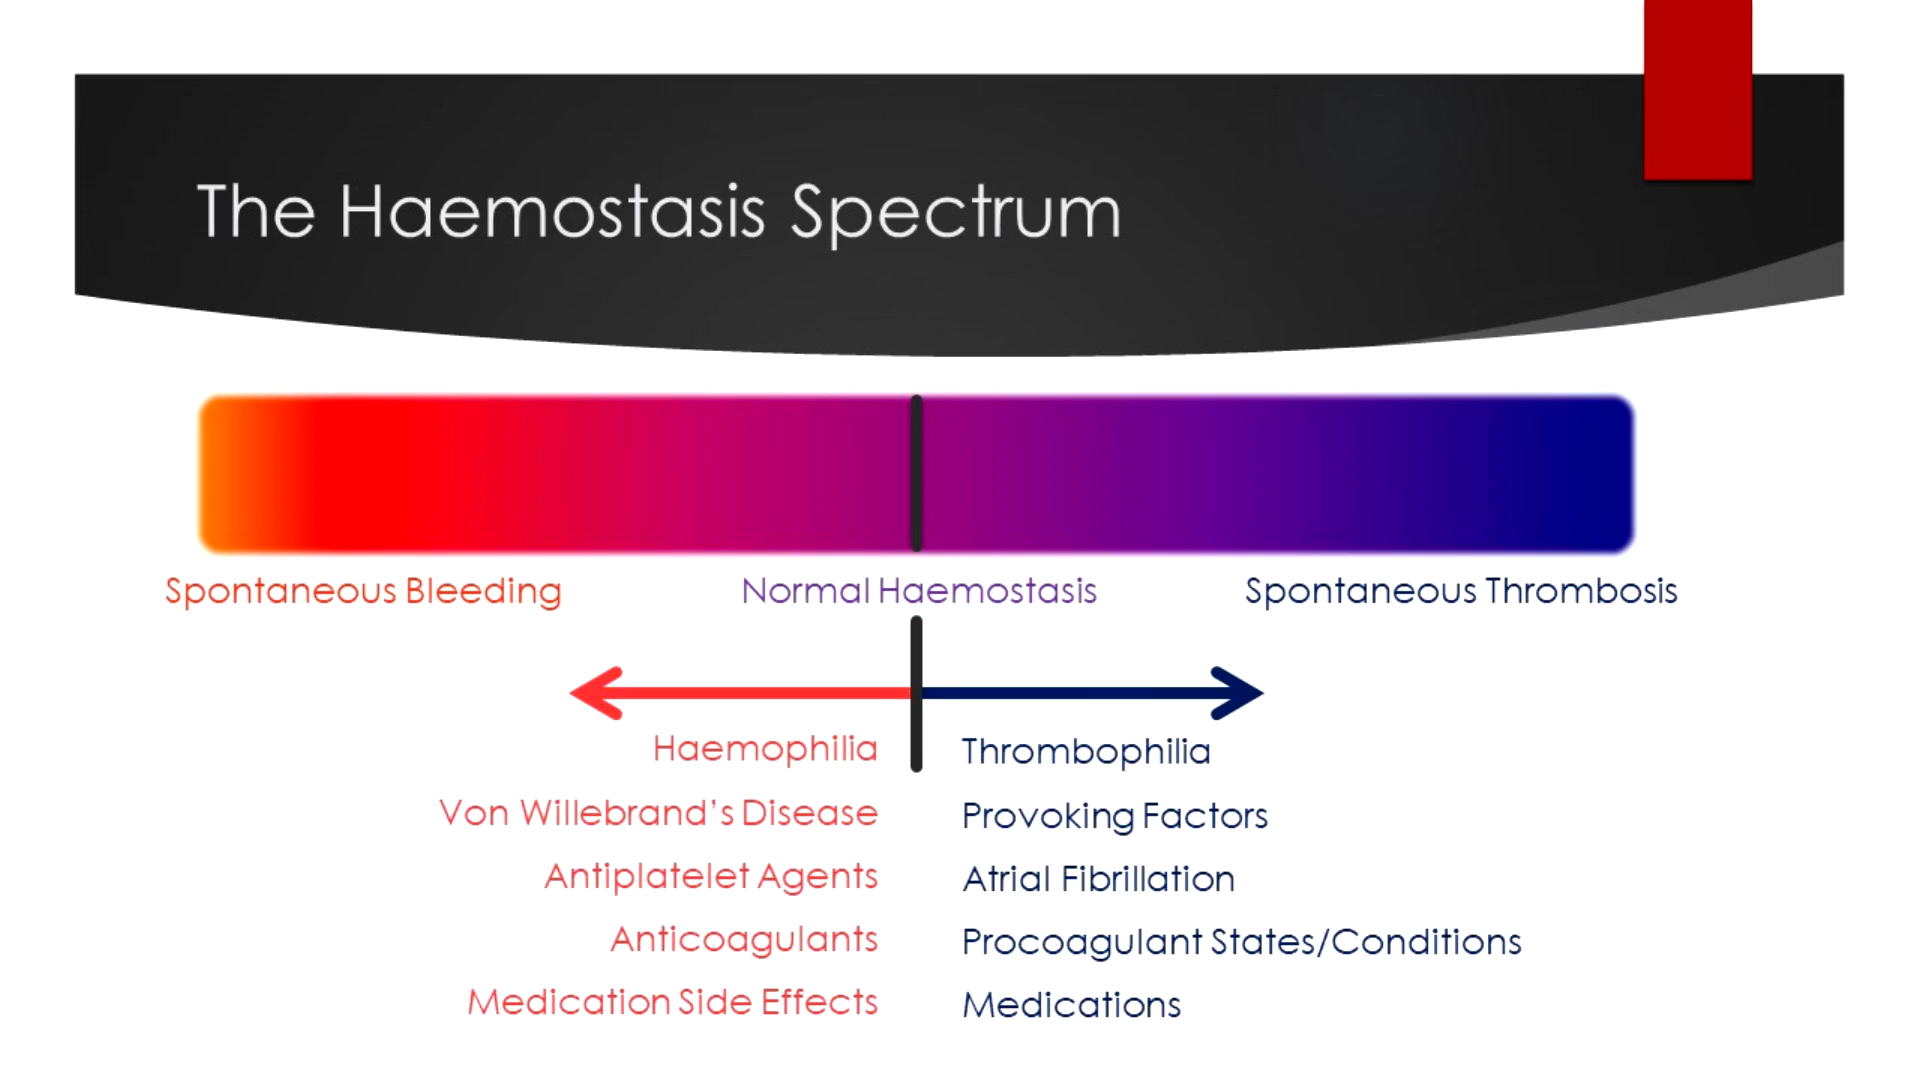 The Haemostasis Spectrum
Spontaneous Bleeding
Normal Haemostasis
Spontaneous Thrombosis
Haemophilia
Von Willebrand's Disease
Antiplatelet Agents
Anticoagulants
Medication Side Effects
Thrombophilia
Provoking Factors
Atrial Fibrillation
Procoagulant States/Conditions
Medications